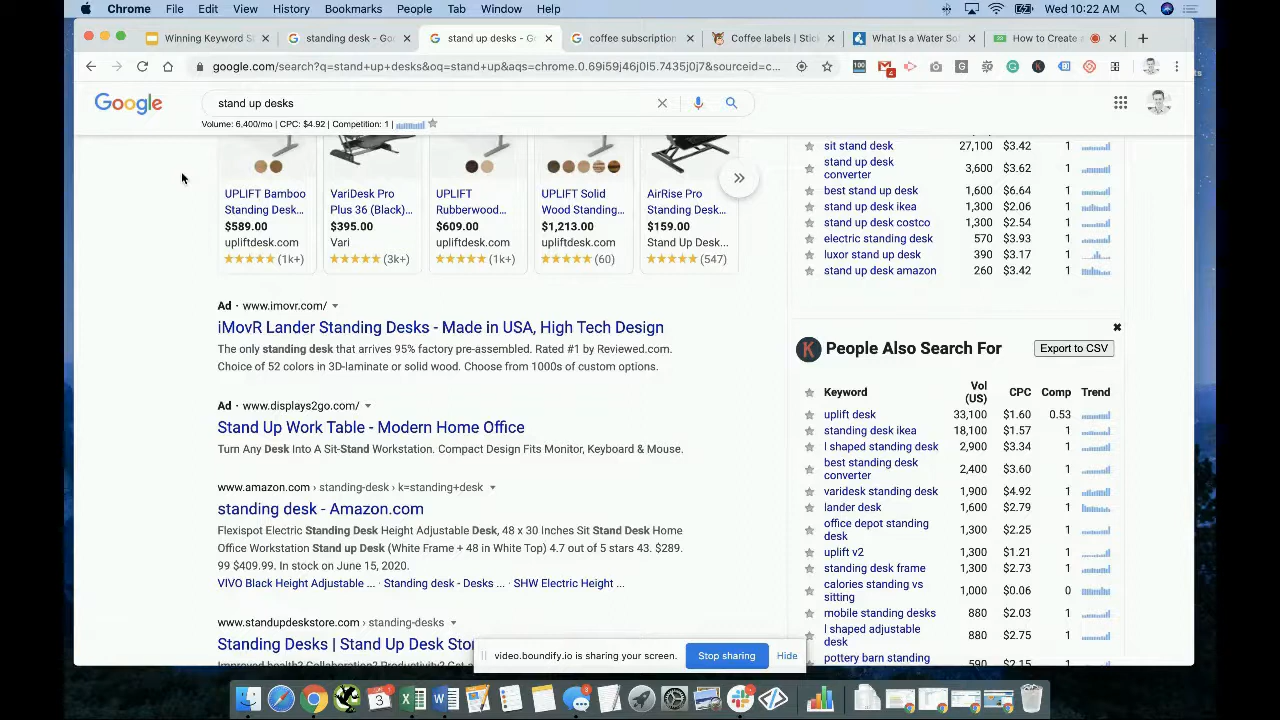 Chrome File Edit View History Bookmarks People Tab Window Help Wed 10:22 AM
Winning Keyword S standing desk - Goo stand up desks - G coffee subscription Coffee labels | Stick What Is a Water Sof How to Create
google.com/search?q=stand+up+desks&oq=stand+up+desks&aqs=chrome.0.69i59j46j0l5.7246j0j7&source
100
4
Google
stand up desks
Volume: 6,400/mo | CPC: $4.92 | Competition: 1 |
UPLIFT Bamboo
Standing Desk...
$589.00
upliftdesk.com
(1k+)
VariDesk Pro
Plus 36 (Black)...
$395.00
Vari
(3k+)
UPLIFT
Rubberwood...
$609.00
upliftdesk.com
(1k+)
UPLIFT Solid
Wood Standing...
$1,213.00
upliftdesk.com
(60)
AirRise Pro
Standing Desk...
$159.00
Stand Up Desk...
(547)
Ad · www.imovr.com/
iMovR Lander Standing Desks - Made in USA, High Tech Design
The only standing desk that arrives 95% factory pre-assembled. Rated #1 by Reviewed.com.
Choice of 52 colors in 3D-laminate or solid wood. Choose from 1000s of custom options.
Ad · www.displays2go.com/
Stand Up Work Table - Modern Home Office
Turn Any Desk Into A Sit-Stand Workstation. Compact Design Fits Monitor, Keyboard & Mouse.
www.amazon.com › standing-desk › k=standing+desk
standing desk - Amazon.com
Flexispot Electric Standing Desk Height Adjustable Desk, 48 x 30 Inches Sit Stand Desk Home
Office Workstation Stand up Desk (White Frame + 48 in White Top) 4.7 out of 5 stars 43. $289.
99 $409.99. In stock on June 15, 2020.
VIVO Black Height Adjustable ... · Standing desk - Desks ... · SHW Electric Height ...
www.standupdeskstore.com › standing-desks
Standing Desks | Stand Up Desk Sto
sit stand desk 27,100 $3.42 1
stand up desk
converter 3,600 $3.62 1
best stand up desk 1,600 $6.64 1
stand up desk ikea 1,300 $2.06 1
stand up desk costco 1,300 $2.54 1
electric standing desk 570 $3.93 1
luxor stand up desk 390 $3.17 1
stand up desk amazon 260 $3.42 1
K People Also Search For Export to CSV
Keyword Vol
(US) CPC Comp Trend
uplift desk 33,100 $1.60 0.53
standing desk ikea 18,100 $1.57 1
l shaped standing desk 2,900 $3.34 1
best standing desk
converter 2,400 $3.60 1
varidesk standing desk 1,900 $4.92 1
lander desk 1,600 $2.79 1
office depot standing
desk 1,300 $2.25 1
uplift v2 1,300 $1.21 1
standing desk frame 1,300 $2.73 1
calories standing vs
sitting 1,000 $0.06 0
mobile standing desks 880 $2.03 1
l shaped adjustable
desk 880 $2.75 1
pottery barn standing 590 $2.15 1
is sharing your screen. Stop sharing Hide